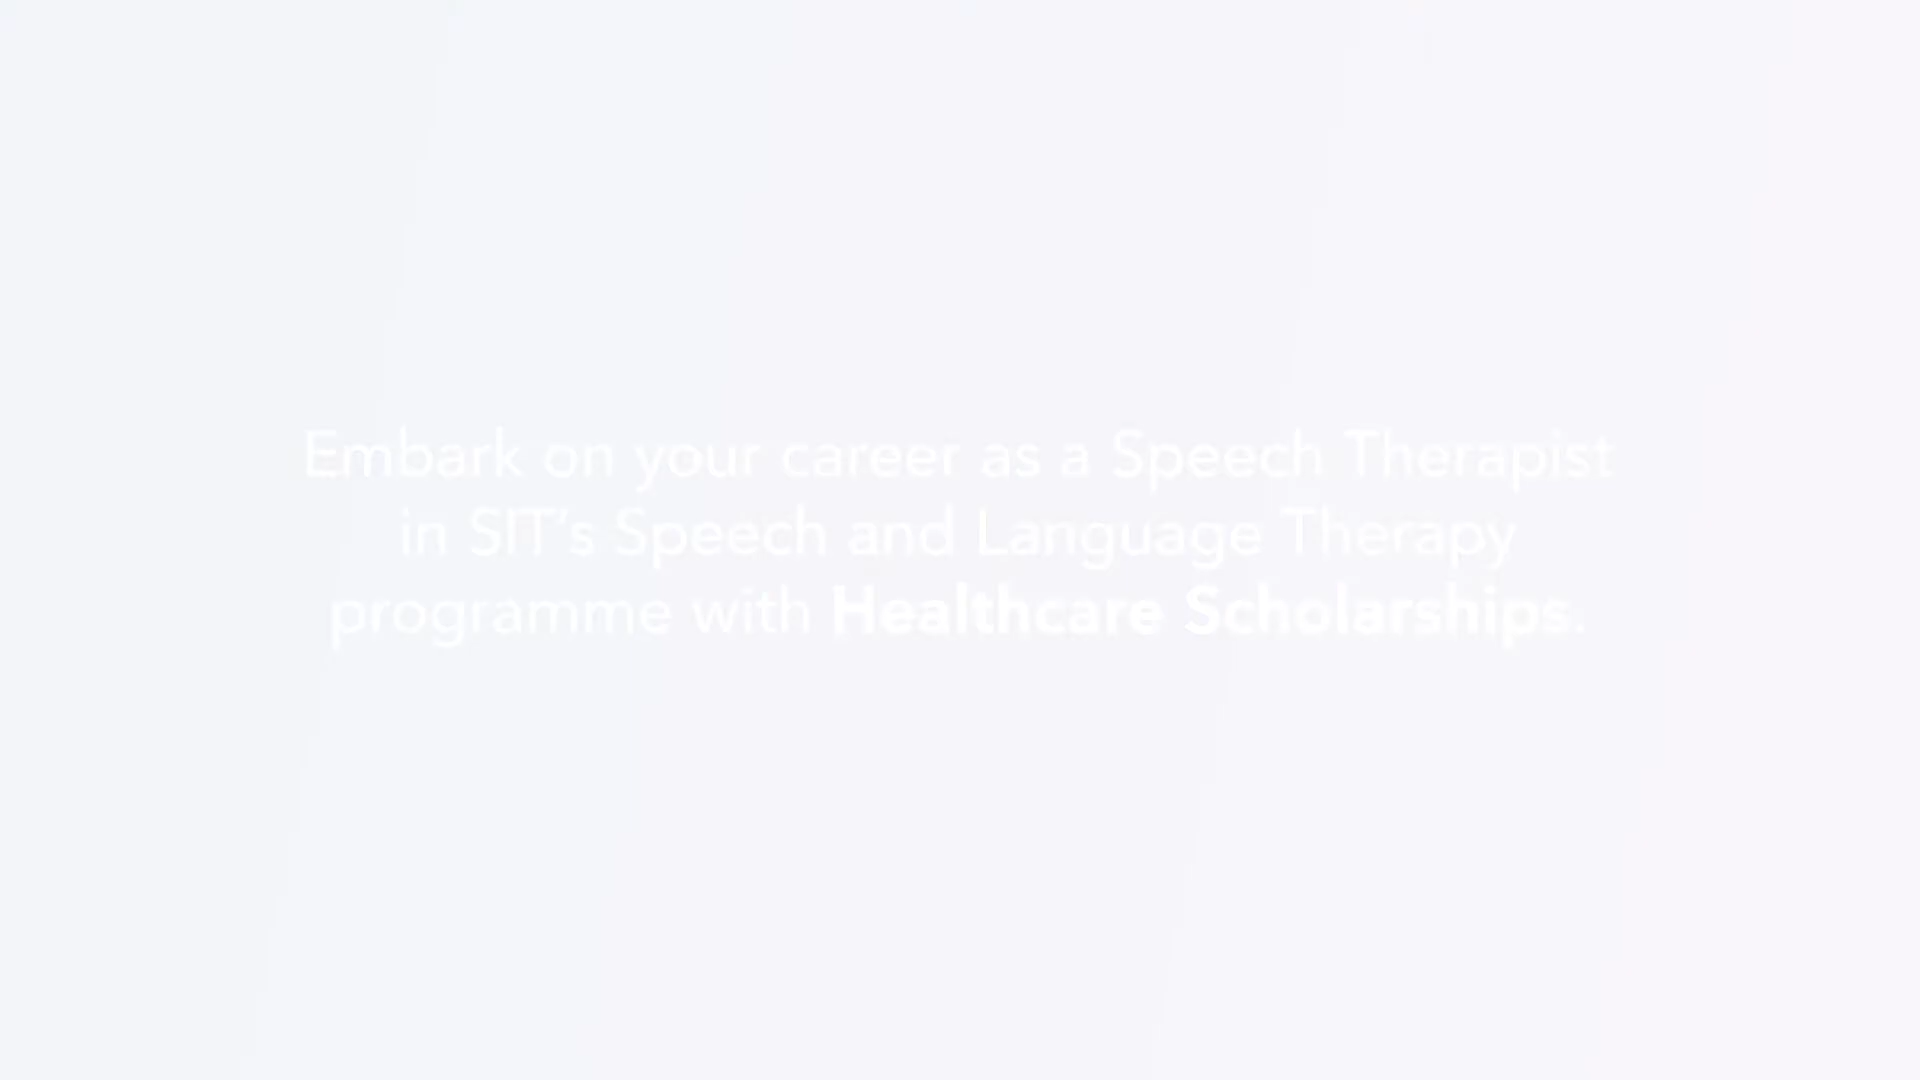 Embark on your career as a Speech Therapist
in SIT's Speech and Language Therapy
programme with Healthcare Scholarships.